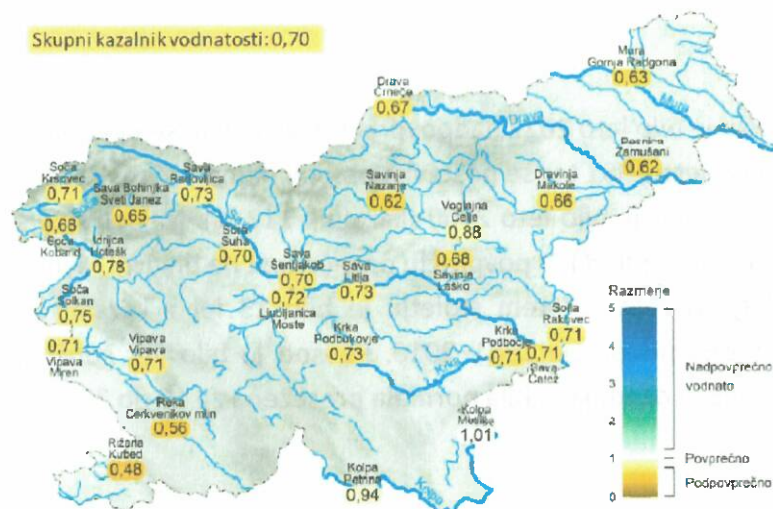 Skupni kazalnik vodnatosti: 0,70
Mura
Gornja Radgona
0,63
Mura
Drava
Črneče
0,67
Drava
Pesnica
Zamušani
0,62
Soča
Kršovec
0,71
Sava Bohinjka
Sveti Janez
0,65
Sava
Radovljica
0,73
Savinja
Nazarje
0,62
Dravinja
Makole
0,66
Voglajna
Celje
0,88
0,68
Soča
Kobarid
Idrijca
Hotešk
0,78
Sora
Suha
0,70
Sava
Šentjakob
0,70
0,72
Ljubljanica
Moste
Sava
Litija
0,73
0,68
Savinja
Laško
Soča
Solkan
0,75
Sotla
Rakovec
0,71
0,71
Vipava
Miren
Vipava
Vipava
0,71
Krka
Podbukovje
0,73
Krka
Krka
Podbočje
0,71
0,71
Sava
Čatež
Reka
Cerkvenikov mlin
0,56
Kolpa
Metlika
1,01
Rižana
Kubed
0,48
Kolpa
Petrina
0,94
Kolpa
Razmerje
5
4
3
2
1
0
Nadpovprečno
vodnato
Povprečno
Podpovprečno